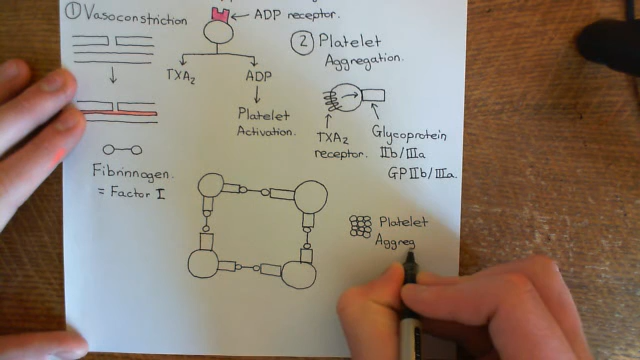 ① Vasoconstriction
ADP receptor.
TXA₂
ADP
Platelet
Activation.
② Platelet
Aggregation.
TXA₂
receptor.
Glycoprotein
IIb/IIIa
GPIIb/IIIa.
Fibrinnogen.
= Factor I
Platelet
Aggreg